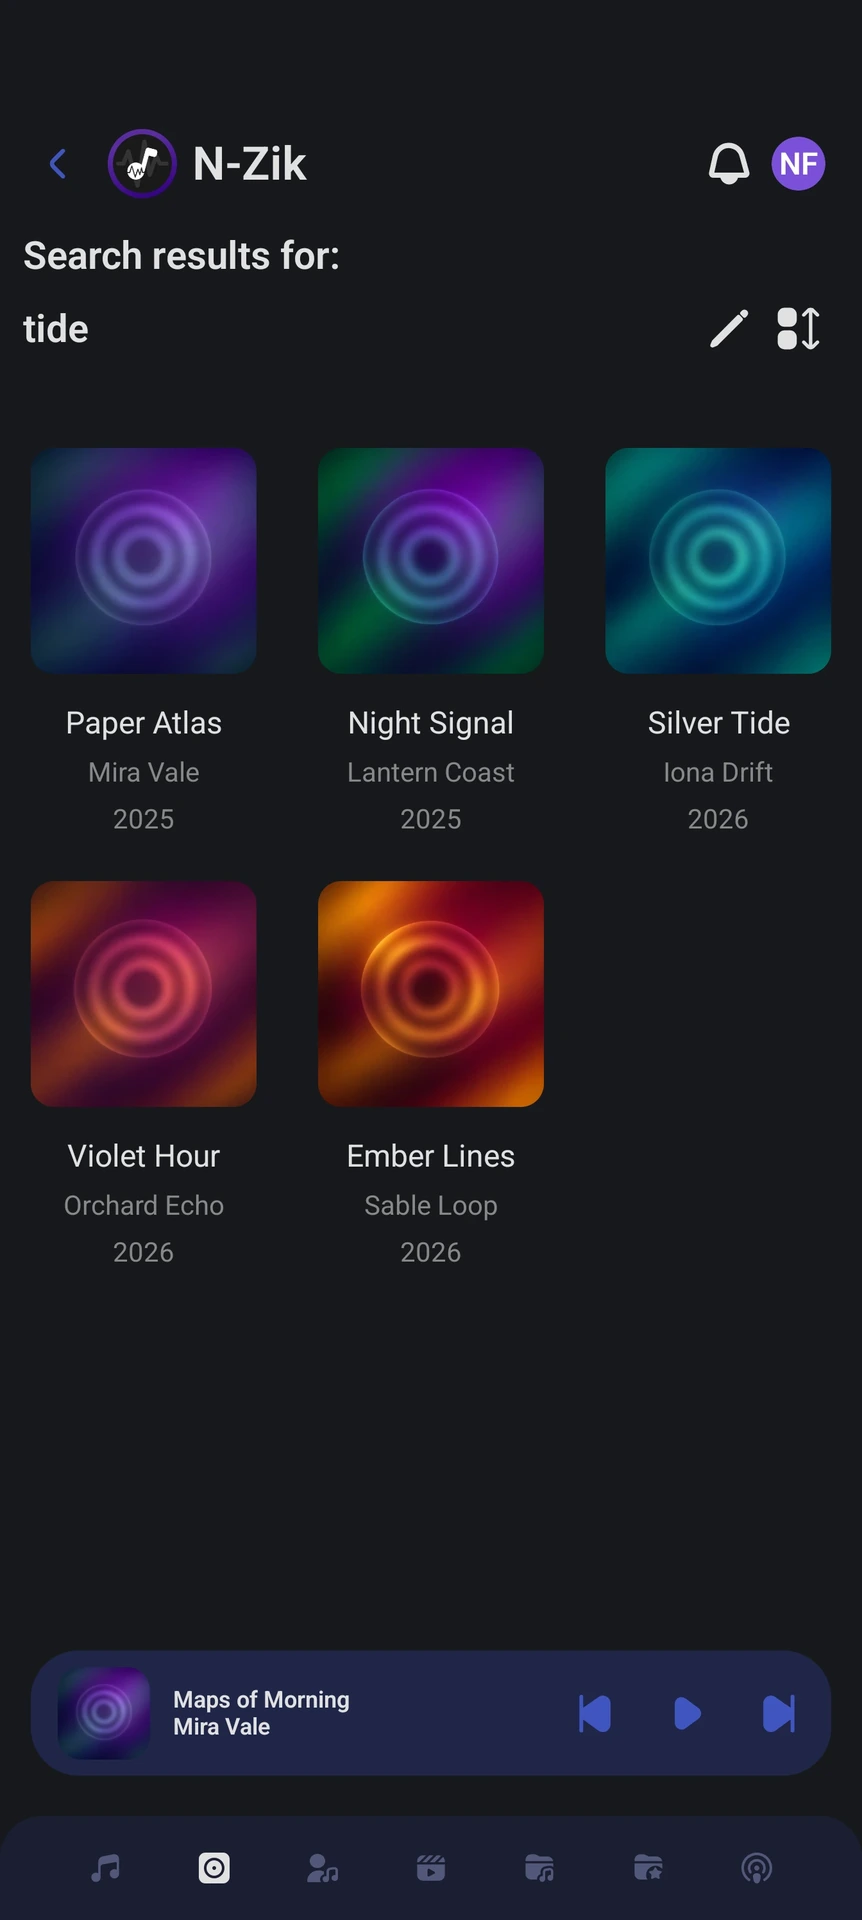 N-Zik
NF
Search results for:
tide
Paper Atlas
Mira Vale
2025
Night Signal
Lantern Coast
2025
Silver Tide
Iona Drift
2026
Violet Hour
Orchard Echo
2026
Ember Lines
Sable Loop
2026
Maps of Morning
Mira Vale